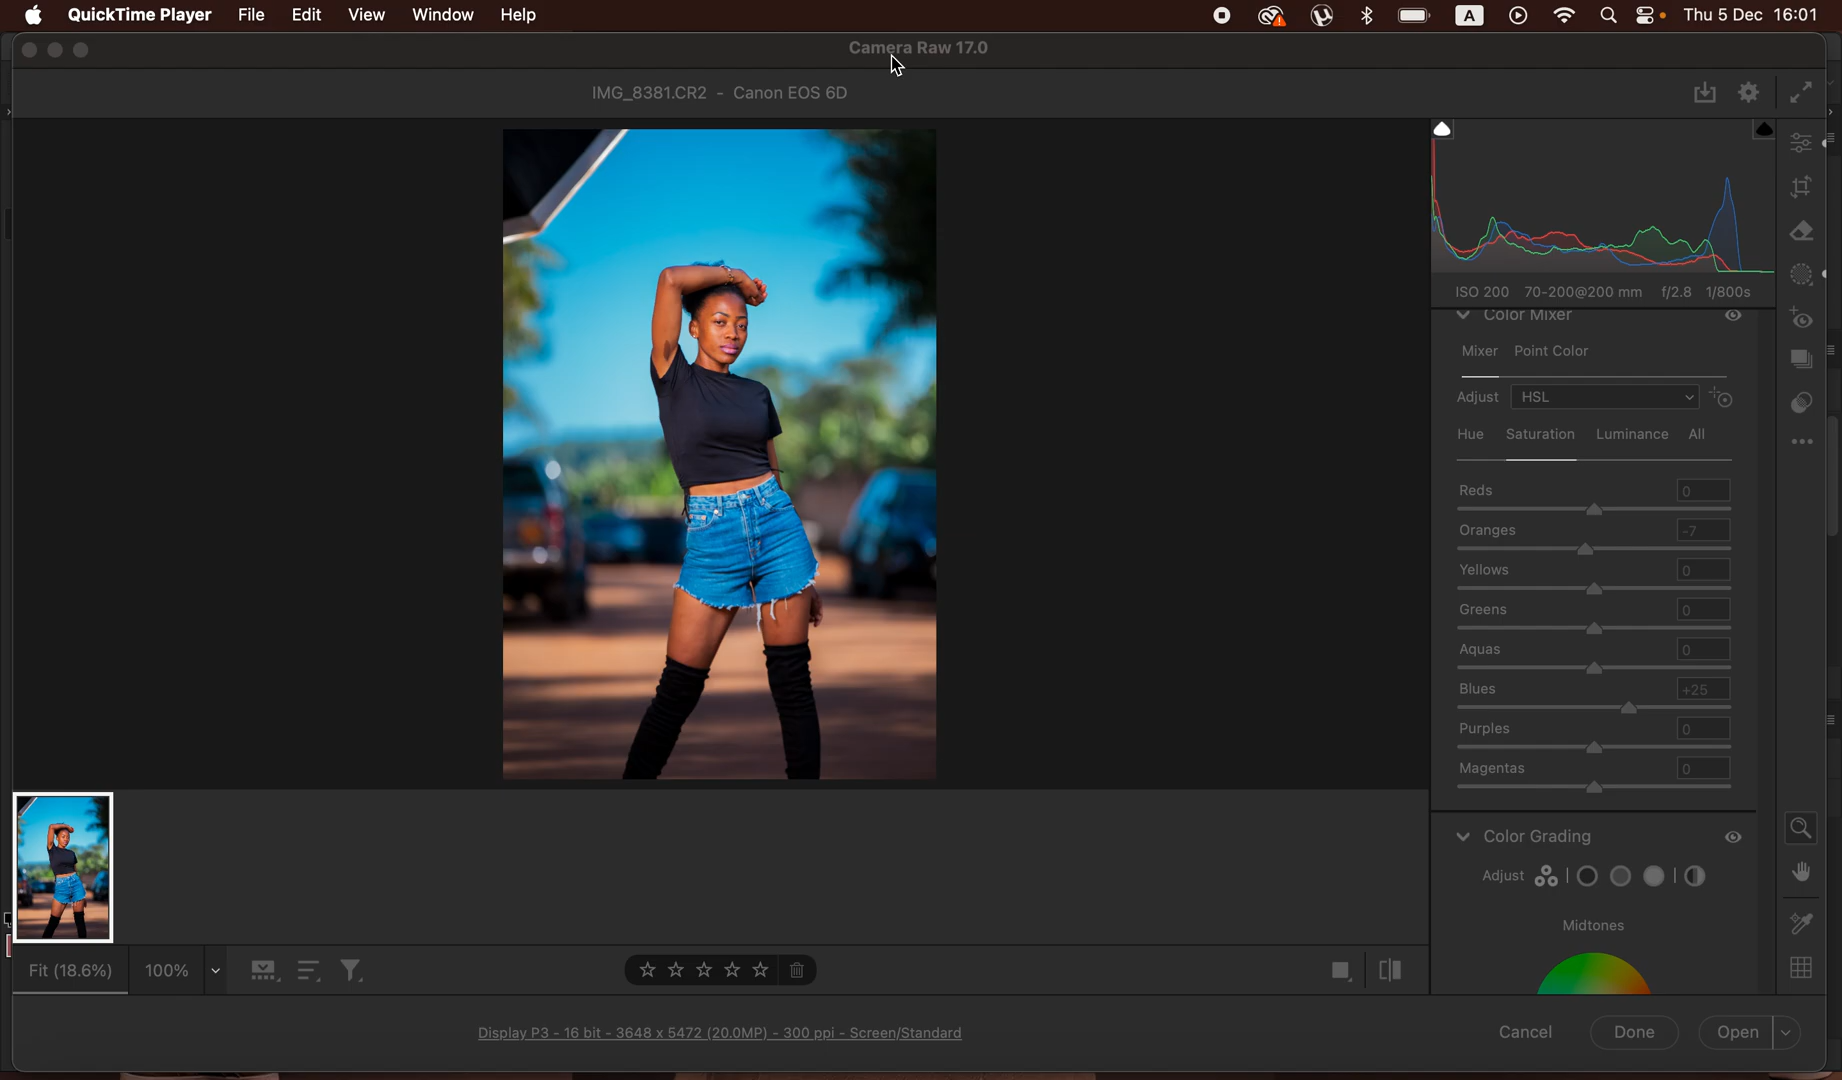 QuickTime Player File Edit View Window Help A Thu 5 Dec 16:01
Camera Raw 17.0
IMG_8381.CR2 - Canon EOS 6D
ISO 200 70-200@200 mm f/2.8 1/800s
Color Mixer
Mixer Point Color
Adjust HSL
Hue Saturation Luminance All
Reds 0
Oranges -7
Yellows 0
Greens 0
Aquas 0
Blues +25
Purples 0
Magentas 0
Color Grading
Adjust
Midtones
Fit (18.6%) 100%
Display P3 - 16 bit - 3648 x 5472 (20.0MP) - 300 ppi - Screen/Standard
Cancel Done Open